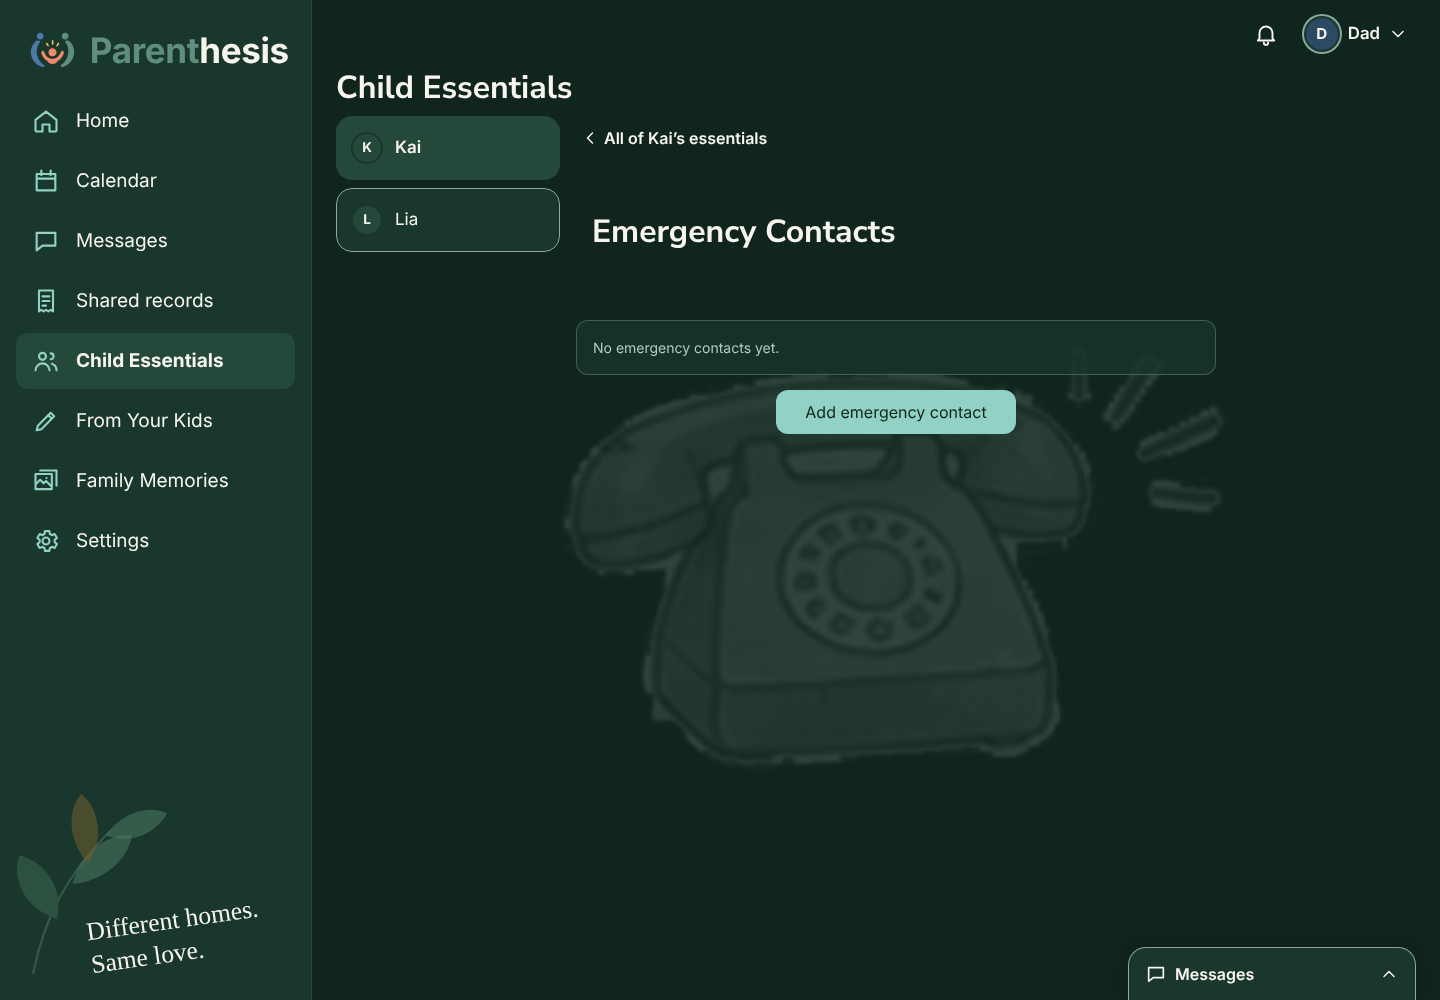 Parenthesis
Home
Calendar
Messages
Shared records
Child Essentials
From Your Kids
Family Memories
Settings
Different homes.
Same love.
D
Dad
Child Essentials
K
Kai
L
Lia
All of Kai’s essentials
Emergency Contacts
No emergency contacts yet.
Add emergency contact
Messages